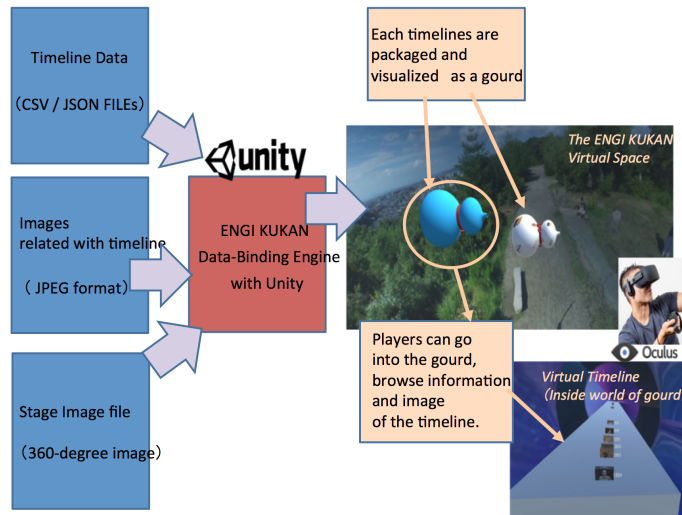 Timeline Data
（CSV / JSON FILEs）
Images
related with timeline
（ JPEG format）
Stage Image file
（360-degree image）
unity
ENGI KUKAN
Data-Binding Engine
with Unity
Each timelines are
packaged and
visualized as a gourd
The ENGI KUKAN
Virtual Space
Oculus
Players can go
into the gourd,
browse information
and image
of the timeline.
Virtual Timeline
（Inside world of gourd